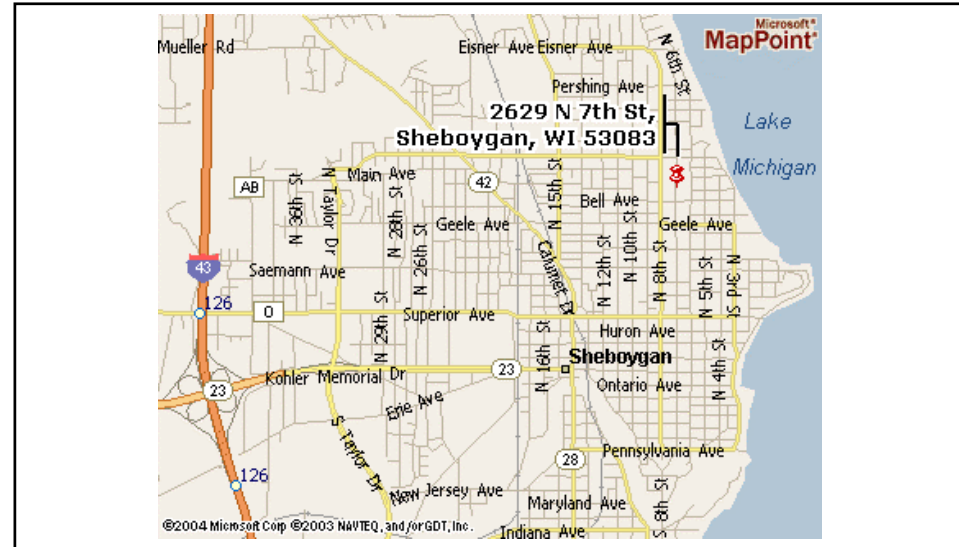 Microsoft®
MapPoint®
Mueller Rd
Eisner Ave Eisner Ave
N 6th St
Pershing Ave
2629 N 7th St,
Sheboygan, WI 53083
Lake
Michigan
Main Ave
AB
42
N 36th St
N Taylor Dr
N 28th St
N 26th St
N 15th St
Bell Ave
Geele Ave
Geele Ave
N 12th St
N 10th St
N 8th St
N 5th St
N 3rd St
Calumet Dr
43
Saemann Ave
126
O
Superior Ave
N 29th St
N 16th St
Huron Ave
Sheboygan
23
Kohler Memorial Dr
23
Ontario Ave
N 4th St
Erie Ave
S Taylor Dr
28
Pennsylvania Ave
126
New Jersey Ave
Maryland Ave
S 8th St
Indiana Ave
©2004 Microsoft Corp ©2003 NAVTEQ, and/or GDT, Inc.